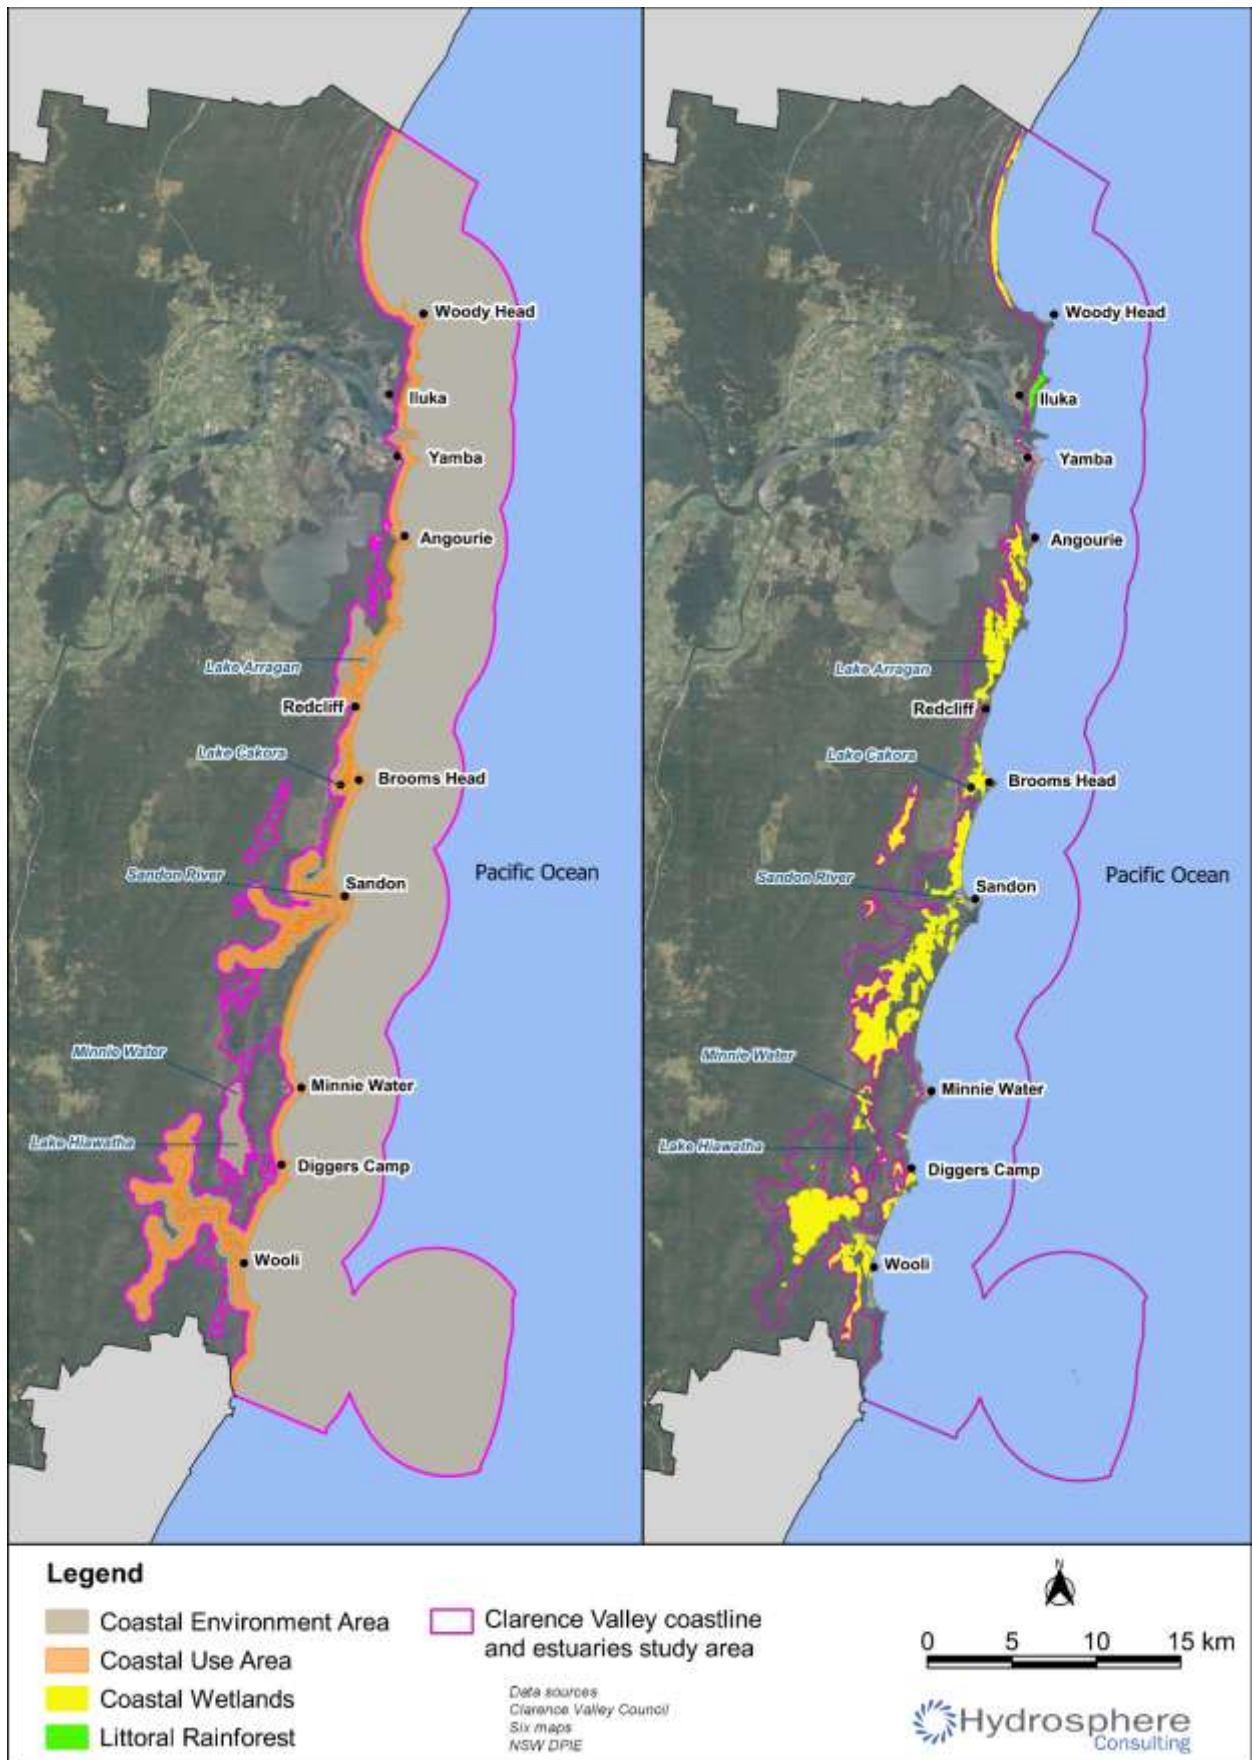 Woody Head
Iluka
Yamba
Angourie
Lake Arragan
Redcliff
Lake Cakora
Brooms Head
Pacific Ocean
Sandon River
Sandon
Minnie Water
Minnie Water
Lake Hiawatha
Diggers Camp
Wooli
Woody Head
Iluka
Yamba
Angourie
Lake Arragan
Redcliff
Lake Cakora
Brooms Head
Pacific Ocean
Sandon River
Sandon
Minnie Water
Minnie Water
Lake Hiawatha
Diggers Camp
Wooli
Legend
Coastal Environment Area
Coastal Use Area
Coastal Wetlands
Littoral Rainforest
Clarence Valley coastline
and estuaries study area
Data sources
Clarence Valley Council
Six maps
NSW DPIE
N
0 5 10 15 km
Hydrosphere
Consulting